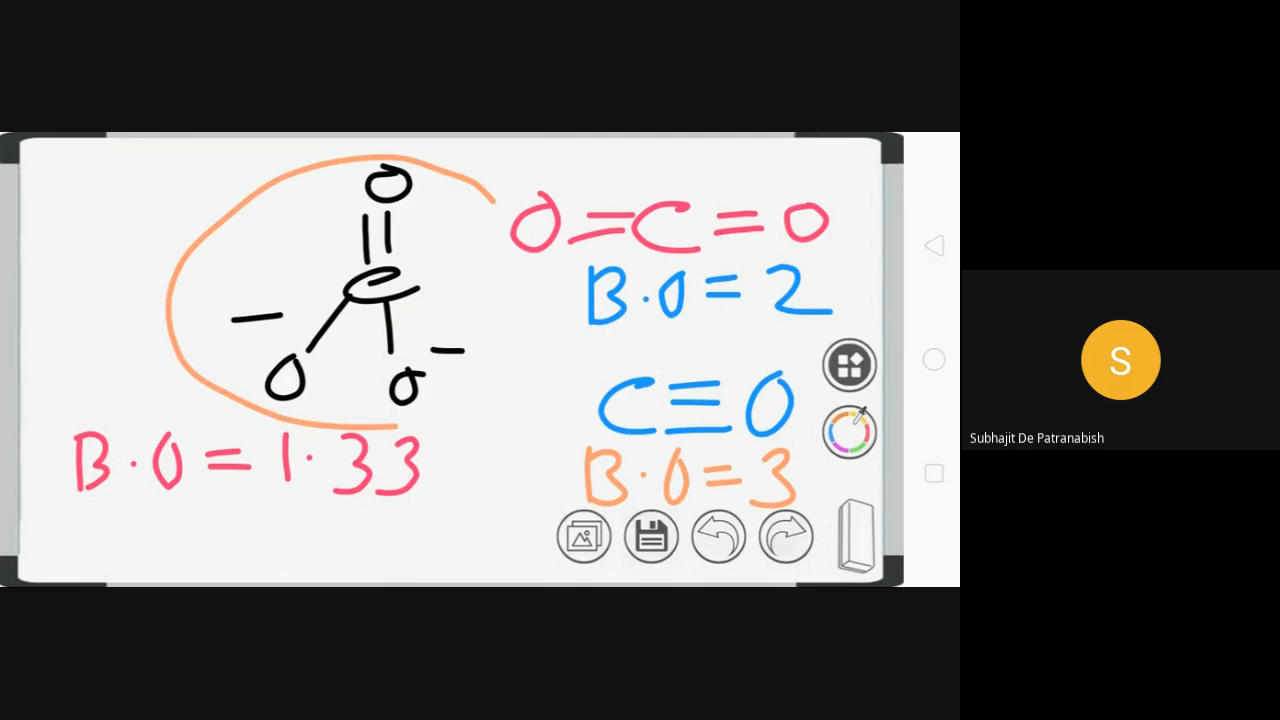 O
||
C
– O O –
B.O = 1.33
O=C=O
B.O = 2
C≡O
B.O = 3
S
Subhajit De Patranabish